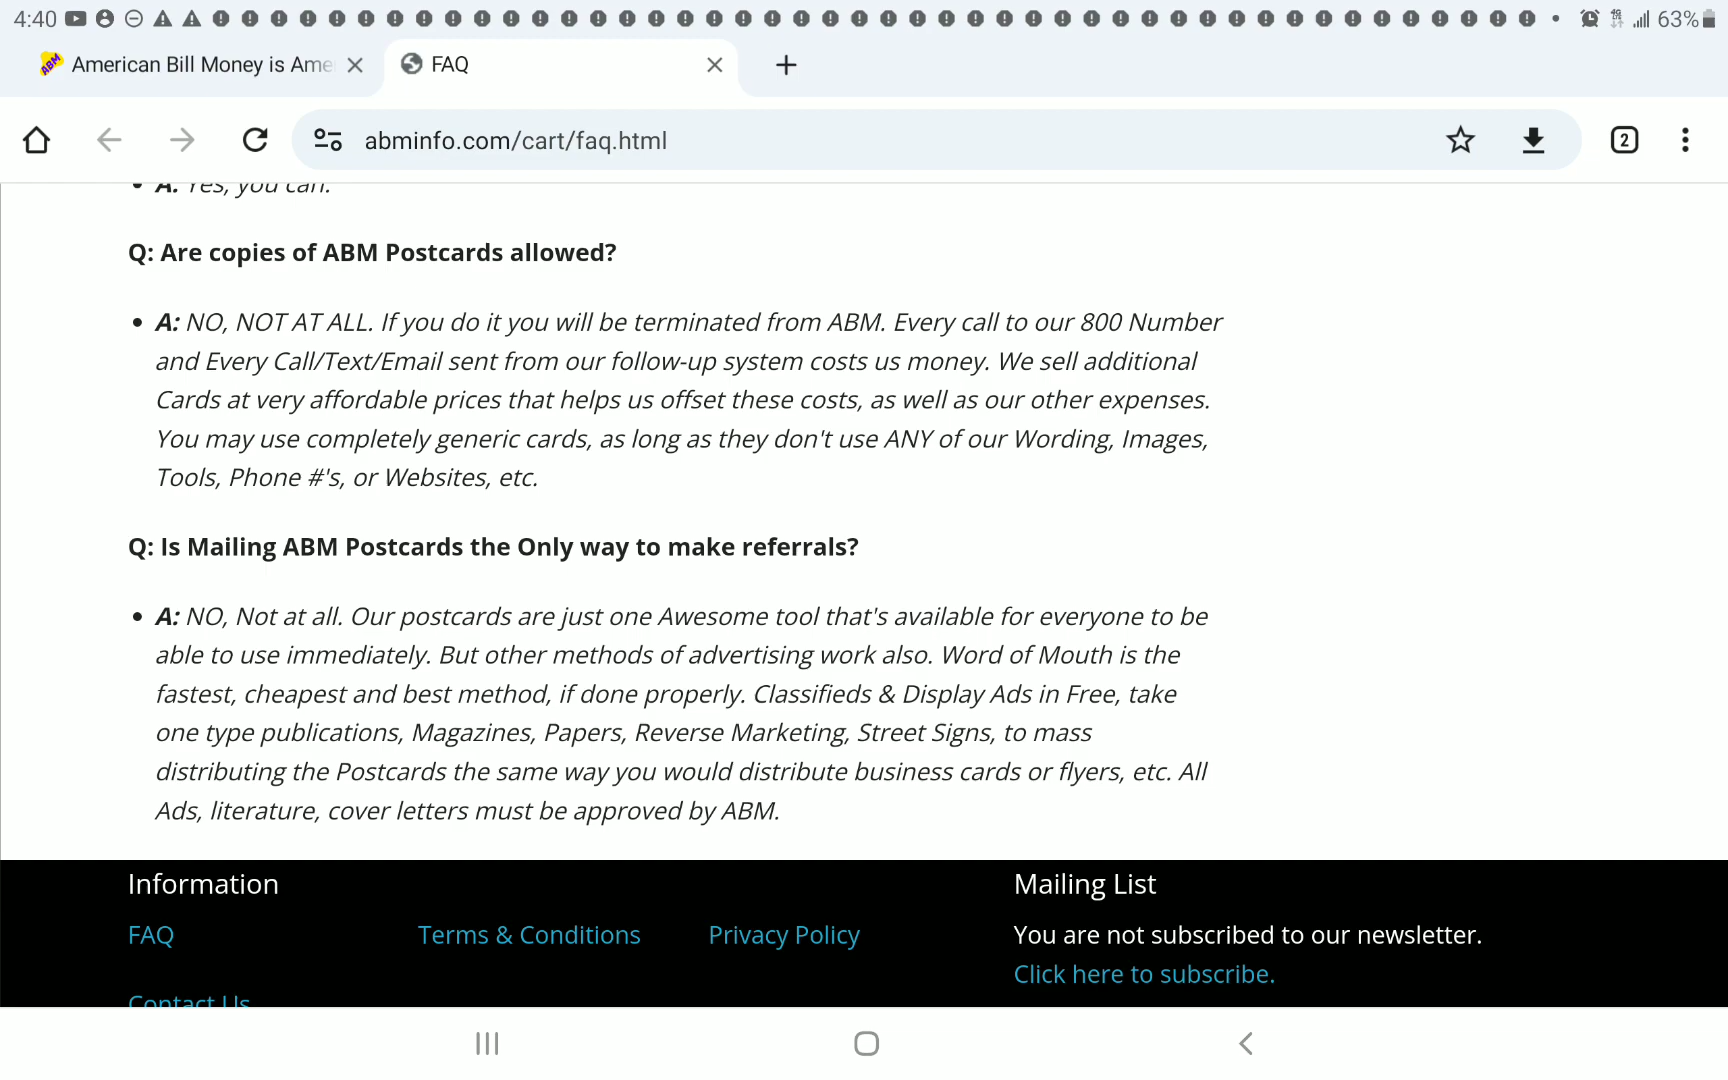 4:40
63%
American Bill Money is Ame
FAQ
abminfo.com/cart/faq.html
2
A: Yes, you can.
Q: Are copies of ABM Postcards allowed?
A: NO, NOT AT ALL. If you do it you will be terminated from ABM. Every call to our 800 Number
and Every Call/Text/Email sent from our follow-up system costs us money. We sell additional
Cards at very affordable prices that helps us offset these costs, as well as our other expenses.
You may use completely generic cards, as long as they don't use ANY of our Wording, Images,
Tools, Phone #'s, or Websites, etc.
Q: Is Mailing ABM Postcards the Only way to make referrals?
A: NO, Not at all. Our postcards are just one Awesome tool that's available for everyone to be
able to use immediately. But other methods of advertising work also. Word of Mouth is the
fastest, cheapest and best method, if done properly. Classifieds & Display Ads in Free, take
one type publications, Magazines, Papers, Reverse Marketing, Street Signs, to mass
distributing the Postcards the same way you would distribute business cards or flyers, etc. All
Ads, literature, cover letters must be approved by ABM.
Information
Mailing List
FAQ
Terms & Conditions
Privacy Policy
You are not subscribed to our newsletter.
Click here to subscribe.
Contact Us